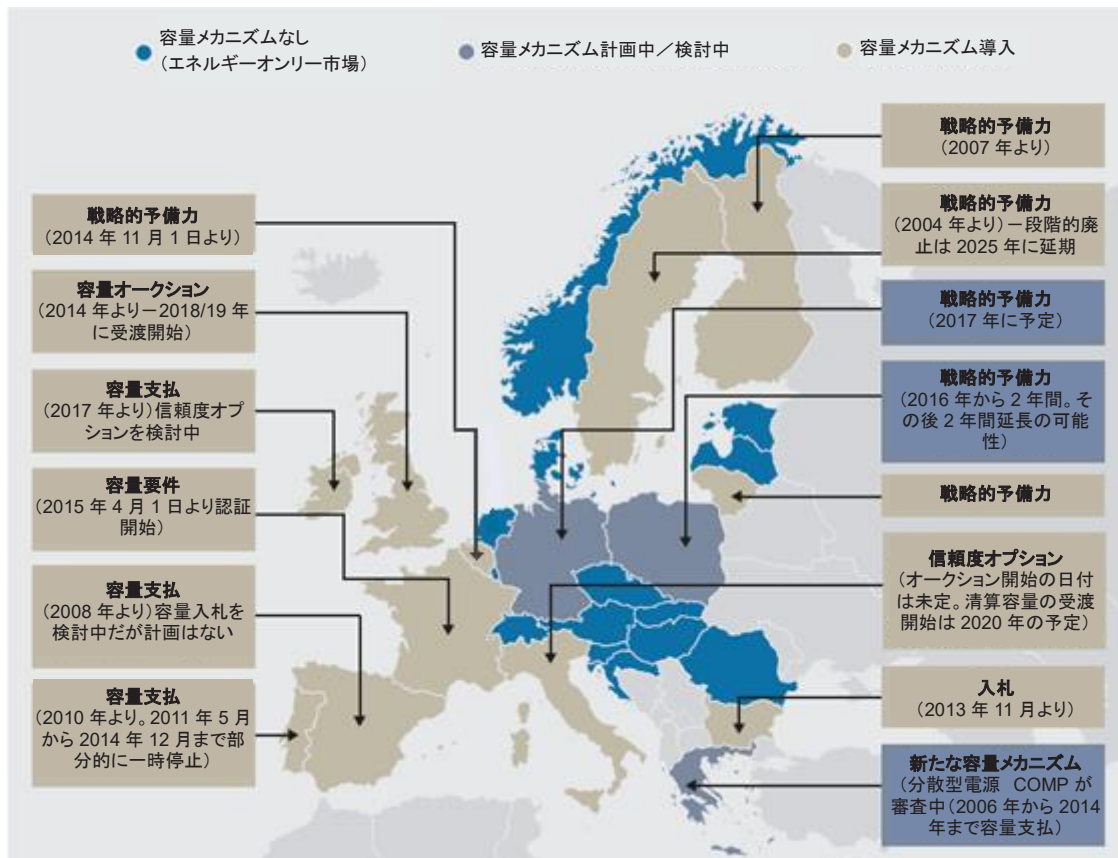 容量メカニズムなし
（エネルギーオンリー市場）
容量メカニズム計画中／検討中
容量メカニズム導入
戦略的予備力
（2014 年 11 月 1 日より）
容量オークション
（2014 年よりー2018/19 年
に受渡開始）
容量支払
（2017 年より）信頼度オプ
ションを検討中
容量要件
（2015 年 4 月 1 日より認証
開始）
容量支払
（2008 年より）容量入札を
検討中だが計画はない
容量支払
（2010 年より。2011 年 5 月
から 2014 年 12 月まで部
分的に一時停止）
戦略的予備力
（2007 年より）
戦略的予備力
（2004 年より）ー段階的廃
止は 2025 年に延期
戦略的予備力
（2017 年に予定）
戦略的予備力
（2016 年から 2 年間。そ
の後 2 年間延長の可能
性）
戦略的予備力
信頼度オプション
（オークション開始の日付
は未定。清算容量の受渡
開始は 2020 年の予定）
入札
（2013 年 11 月より）
新たな容量メカニズム
（分散型電源 COMP が
審査中（2006 年から 2014
年まで容量支払）